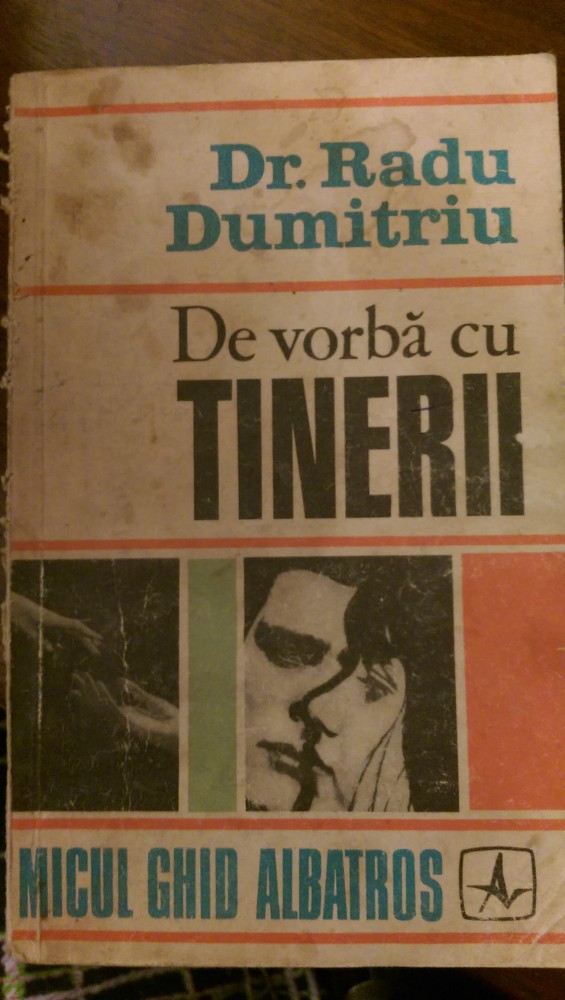 Dr. Radu
Dumitriu
De vorbă cu
TINERII
MICUL GHID ALBATROS